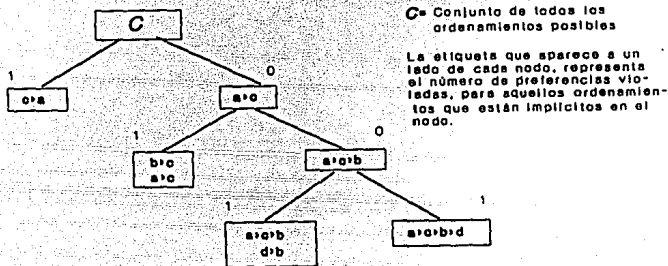 C
C= Conjunto de todos los
ordenamientos posibles
La etiqueta que aparece a un
lado de cada nodo, representa
el número de preferencias vio-
ladas, para aquellos ordenamien-
tos que están implícitos en el
nodo.
1
c›a
0
a›c
1
b›c
a›c
0
a›c›b
1
a›c›b
d›b
1
a›c›b›d